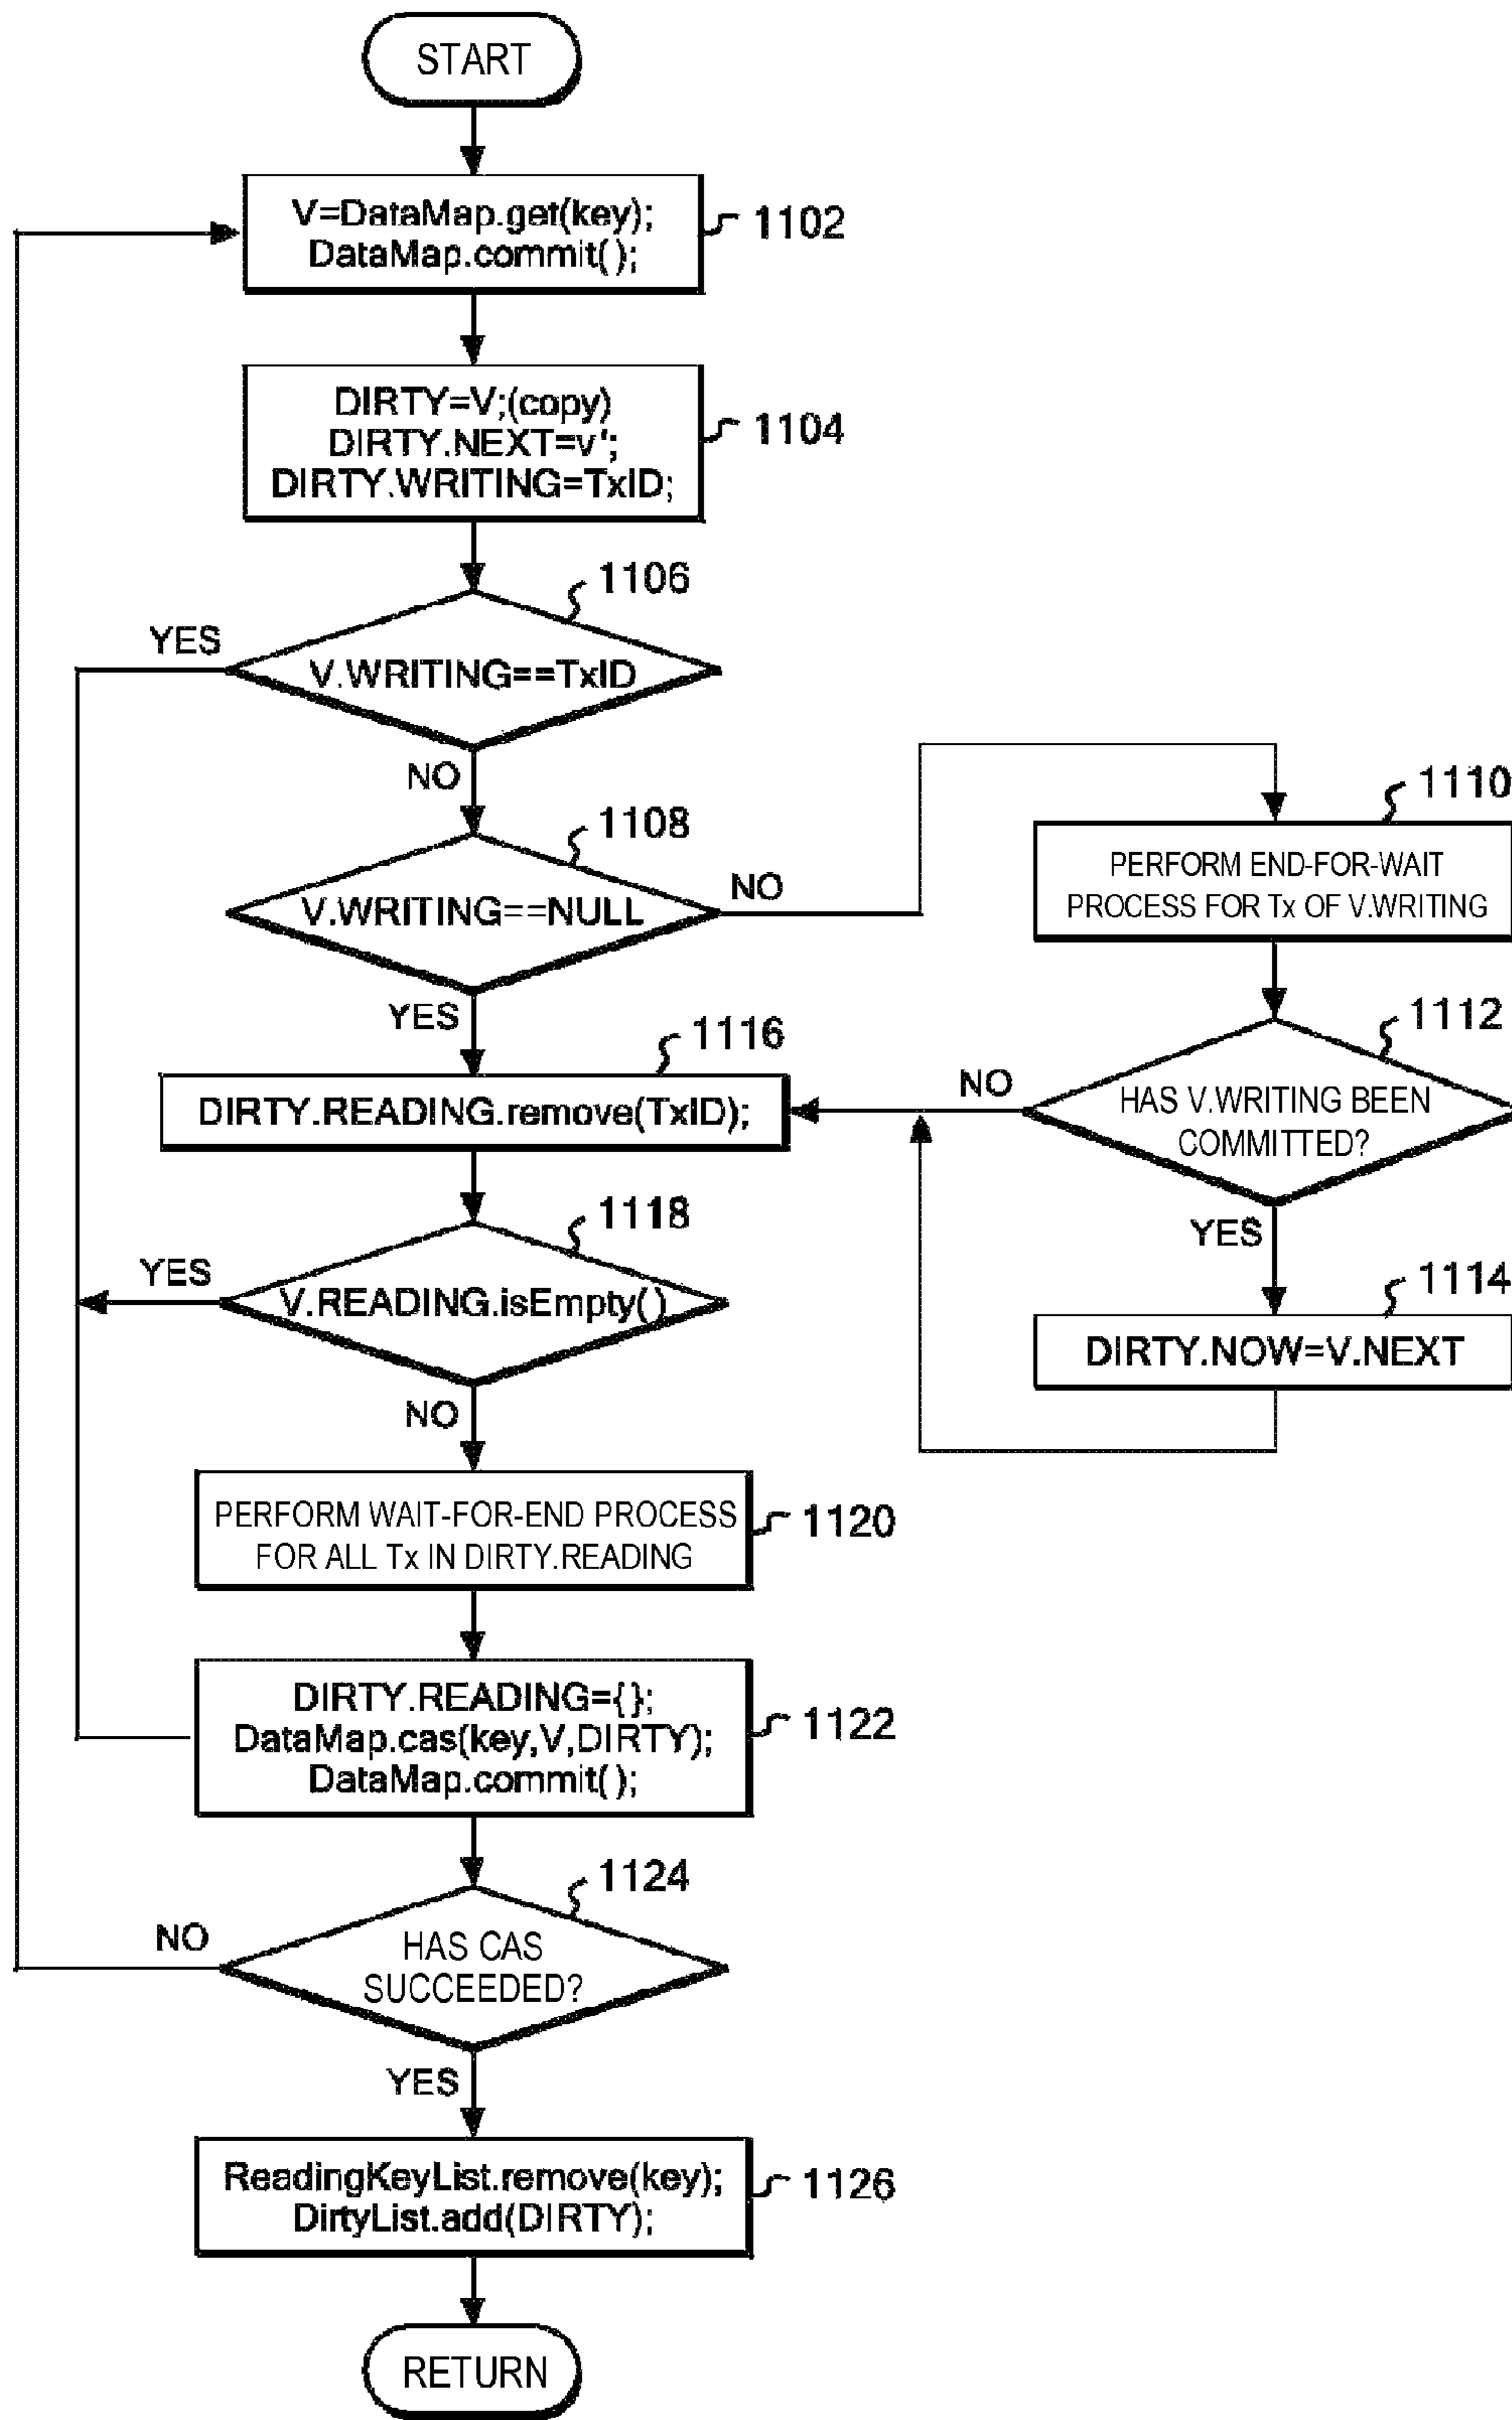 START
V=DataMap.get(key);
DataMap.commit();
1102
DIRTY=V;(copy)
DIRTY.NEXT=v';
DIRTY.WRITING=TxID;
1104
1106
YES
V.WRITING==TxID
NO
1108
V.WRITING==NULL
NO
YES
1110
PERFORM END-FOR-WAIT
PROCESS FOR Tx OF V.WRITING
1112
HAS V.WRITING BEEN
COMMITTED?
NO
YES
1114
DIRTY.NOW=V.NEXT
1116
DIRTY.READING.remove(TxID);
1118
YES
V.READING.isEmpty()
NO
PERFORM WAIT-FOR-END PROCESS
FOR ALL Tx IN DIRTY.READING
1120
DIRTY.READING={};
DataMap.cas(key,V,DIRTY);
DataMap.commit();
1122
1124
NO
HAS CAS
SUCCEEDED?
YES
ReadingKeyList.remove(key);
DirtyList.add(DIRTY);
1126
RETURN